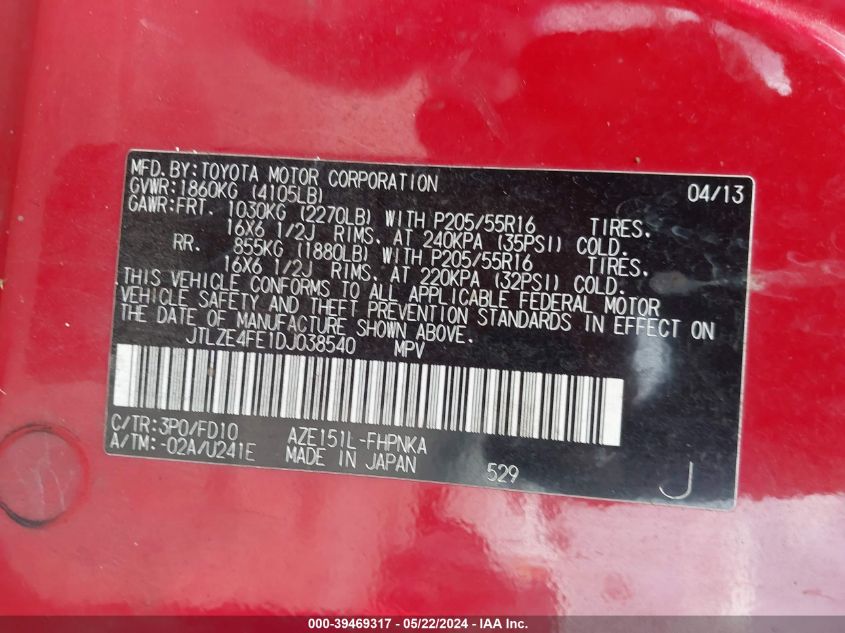 MFD. BY: TOYOTA MOTOR CORPORATION 04/13
GVWR: 1860KG (4105LB)
GAWR: FRT. 1030KG (2270LB) WITH P205/55R16 TIRES.
16X6 1/2J RIMS. AT 240KPA (35PSI) COLD.
RR. 855KG (1880LB) WITH P205/55R16 TIRES.
16X6 1/2J RIMS. AT 220KPA (32PSI) COLD.
THIS VEHICLE CONFORMS TO ALL APPLICABLE FEDERAL MOTOR
VEHICLE SAFETY AND THEFT PREVENTION STANDARDS IN EFFECT ON
THE DATE OF MANUFACTURE SHOWN ABOVE.
JTLZE4FE1DJ038540 MPV
C/TR: 3P0/FD10 AZE151L-FHPNKA
A/TM: -02A/U241E MADE IN JAPAN 529 J
000-39469317 - 05/22/2024 - IAA Inc.